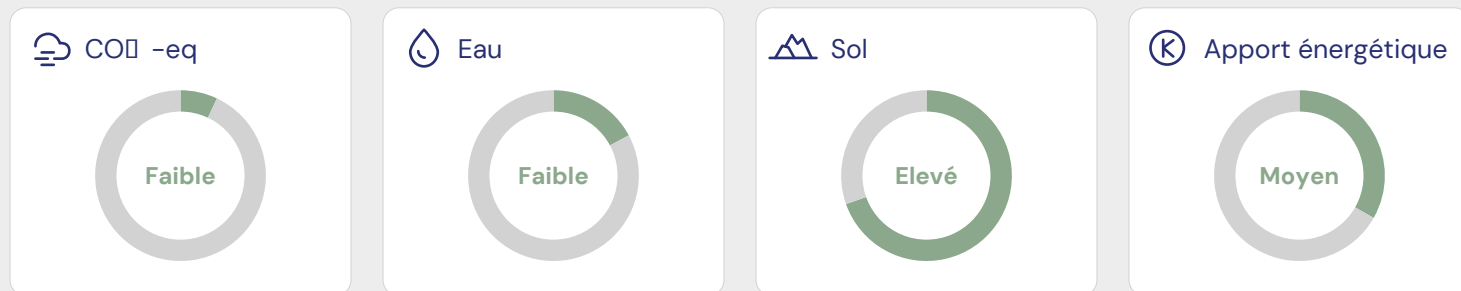 CO▯ -eq
Eau
Sol
Apport énergétique
Faible
Faible
Elevé
Moyen